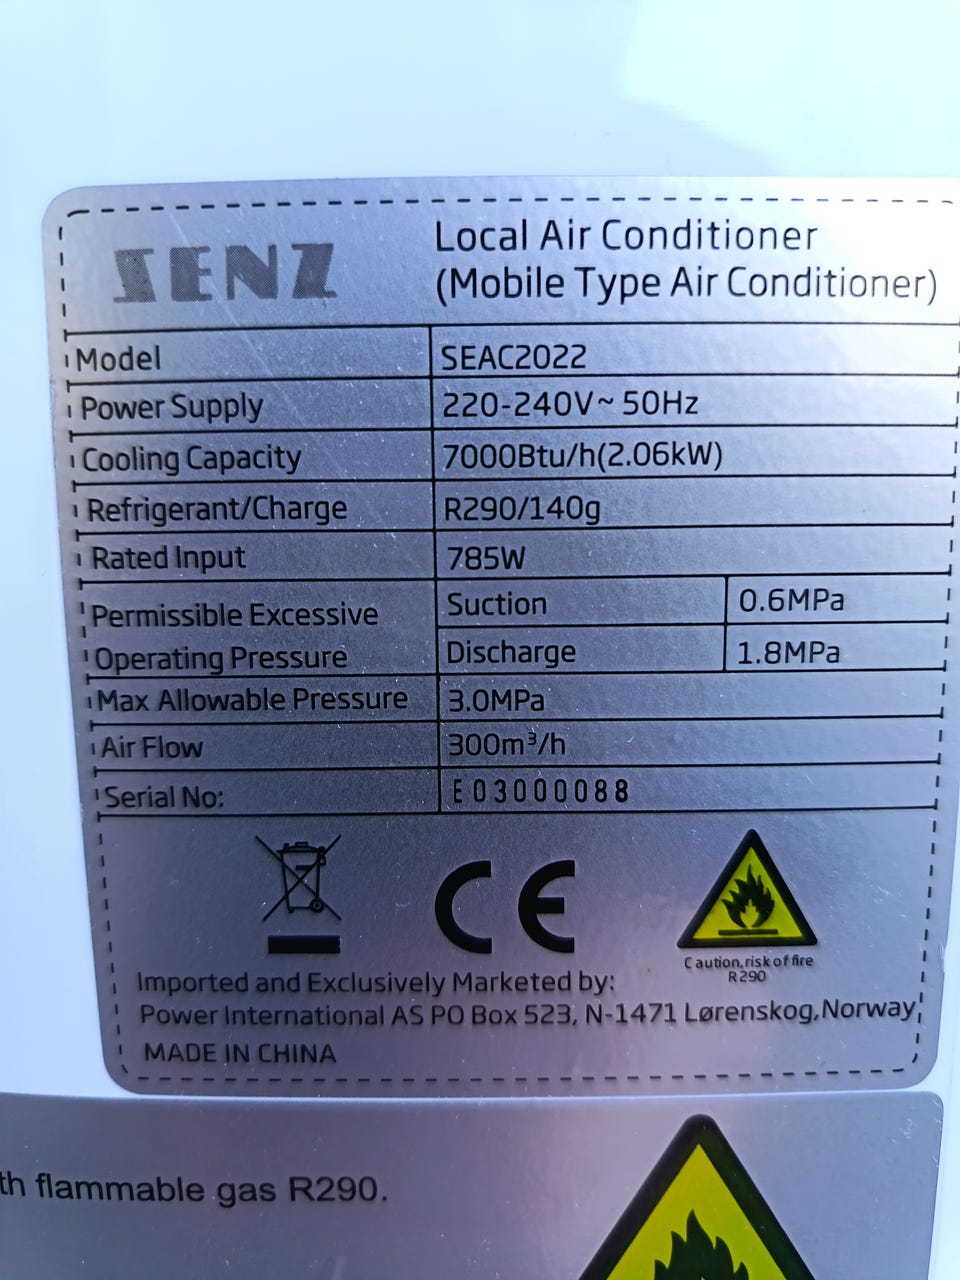 SENZ
Local Air Conditioner
(Mobile Type Air Conditioner)
Model SEAC2022
Power Supply 220-240V~ 50Hz
Cooling Capacity 7000Btu/h(2.06kW)
Refrigerant/Charge R290/140g
Rated Input 785W
Permissible Excessive
Operating Pressure
Suction 0.6MPa
Discharge 1.8MPa
Max Allowable Pressure 3.0MPa
Air Flow 300m³/h
Serial No: E03000088
CE
Caution,risk of fire
R290
Imported and Exclusively Marketed by:
Power International AS PO Box 523, N-1471 Lørenskog,Norway
MADE IN CHINA
flammable gas R290.